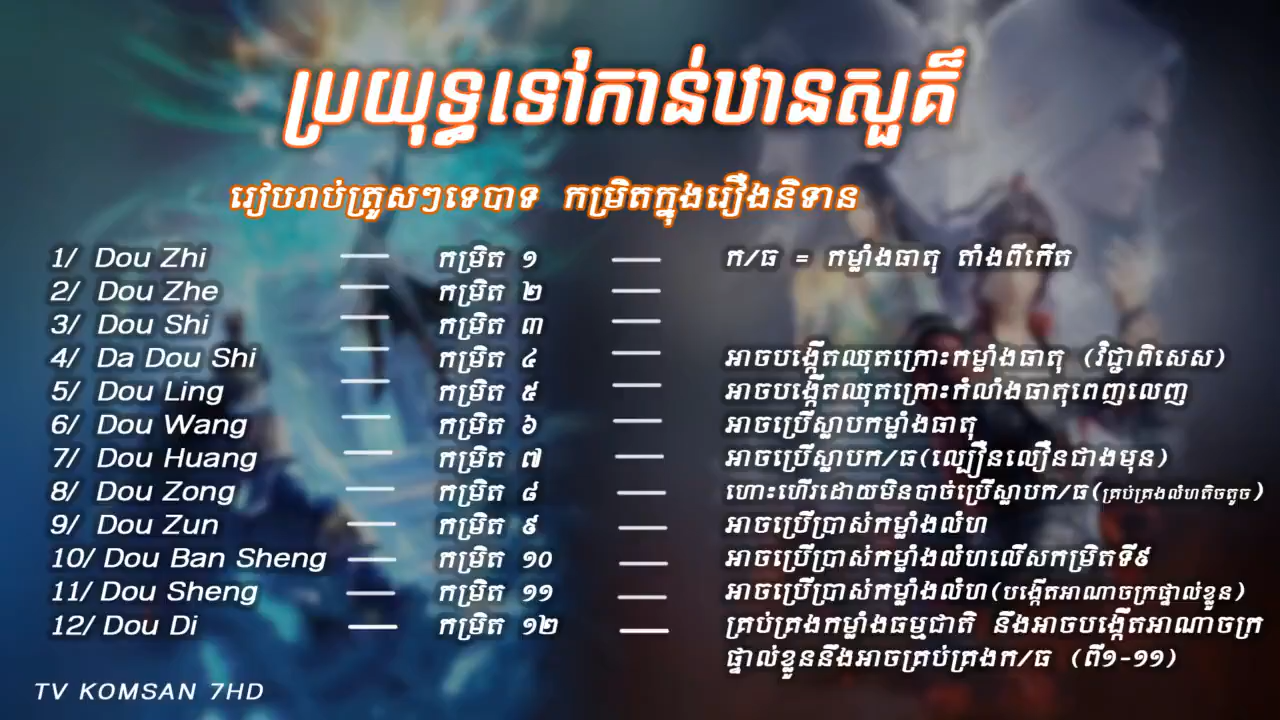 ប្រយុទ្ធទៅកាន់ឋានសួគ៌
រៀបរាប់ត្រួសៗទេបាទ កម្រិតក្នុងរឿងនិទាន
1/ Dou Zhi — កម្រិត ១ — ក/ធ = កម្លាំងធាតុ តាំងពីកើត
2/ Dou Zhe — កម្រិត ២ —
3/ Dou Shi — កម្រិត ៣ —
4/ Da Dou Shi — កម្រិត ៤ — អាចបង្កើតឈុតក្រោះកម្លាំងធាតុ (វិជ្ជាពិសេស)
5/ Dou Ling — កម្រិត ៥ — អាចបង្កើតឈុតក្រោះកំលាំងធាតុពេញលេញ
6/ Dou Wang — កម្រិត ៦ — អាចប្រើស្លាបកម្លាំងធាតុ
7/ Dou Huang — កម្រិត ៧ — អាចប្រើស្លាបក/ធ(ល្បឿនលឿនជាងមុន)
8/ Dou Zong — កម្រិត ៨ — ហោះហើរដោយមិនបាច់ប្រើស្លាបក/ធ(គ្រប់គ្រងលំហតិចតួច)
9/ Dou Zun — កម្រិត ៩ — អាចប្រើប្រាស់កម្លាំងលំហ
10/ Dou Ban Sheng — កម្រិត ១០ — អាចប្រើប្រាស់កម្លាំងលំហលើសកម្រិតទី៩
11/ Dou Sheng — កម្រិត ១១ — អាចប្រើប្រាស់កម្លាំងលំហ(បង្កើតអាណាចក្រផ្ទាល់ខ្លួន)
12/ Dou Di — កម្រិត ១២ — គ្រប់គ្រងកម្លាំងធម្មជាតិ នឹងអាចបង្កើតអាណាចក្រ
ផ្ទាល់ខ្លួននឹងអាចគ្រប់គ្រងក/ធ (ពី១-១១)
TV KOMSAN 7HD